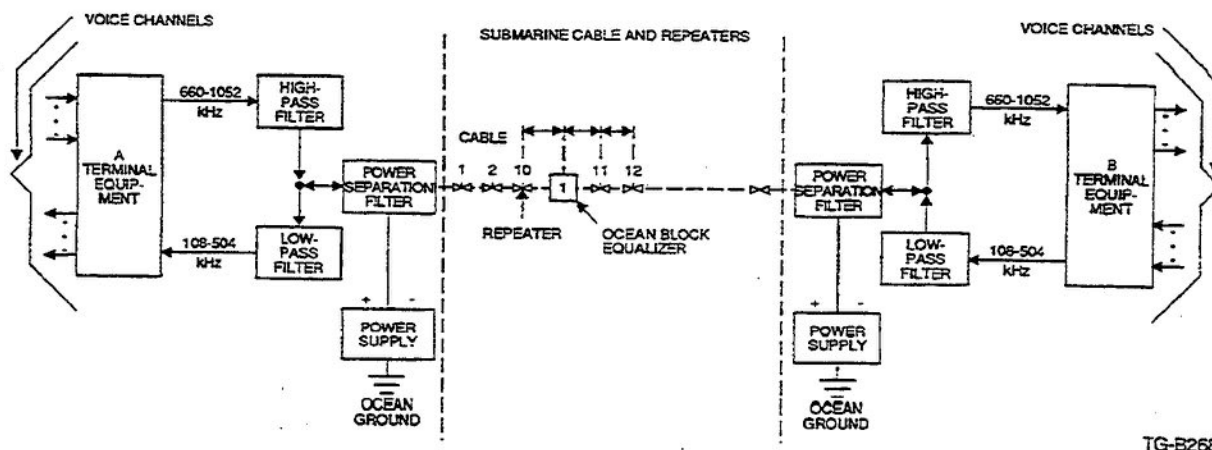 VOICE CHANNELS
SUBMARINE CABLE AND REPEATERS
VOICE CHANNELS
A
TERMINAL
EQUIP-
MENT
660-1052
kHz
HIGH-
PASS
FILTER
108-504
kHz
LOW-
PASS
FILTER
POWER
SEPARATION
FILTER
+ -
POWER
SUPPLY
OCEAN
GROUND
CABLE
1 2 10 1 11 12
REPEATER
OCEAN BLOCK
EQUALIZER
POWER
SEPARATION
FILTER
+ -
POWER
SUPPLY
OCEAN
GROUND
HIGH-
PASS
FILTER
660-1052
kHz
LOW-
PASS
FILTER
108-504
kHz
B
TERMINAL
EQUIP-
MENT
TG-B268